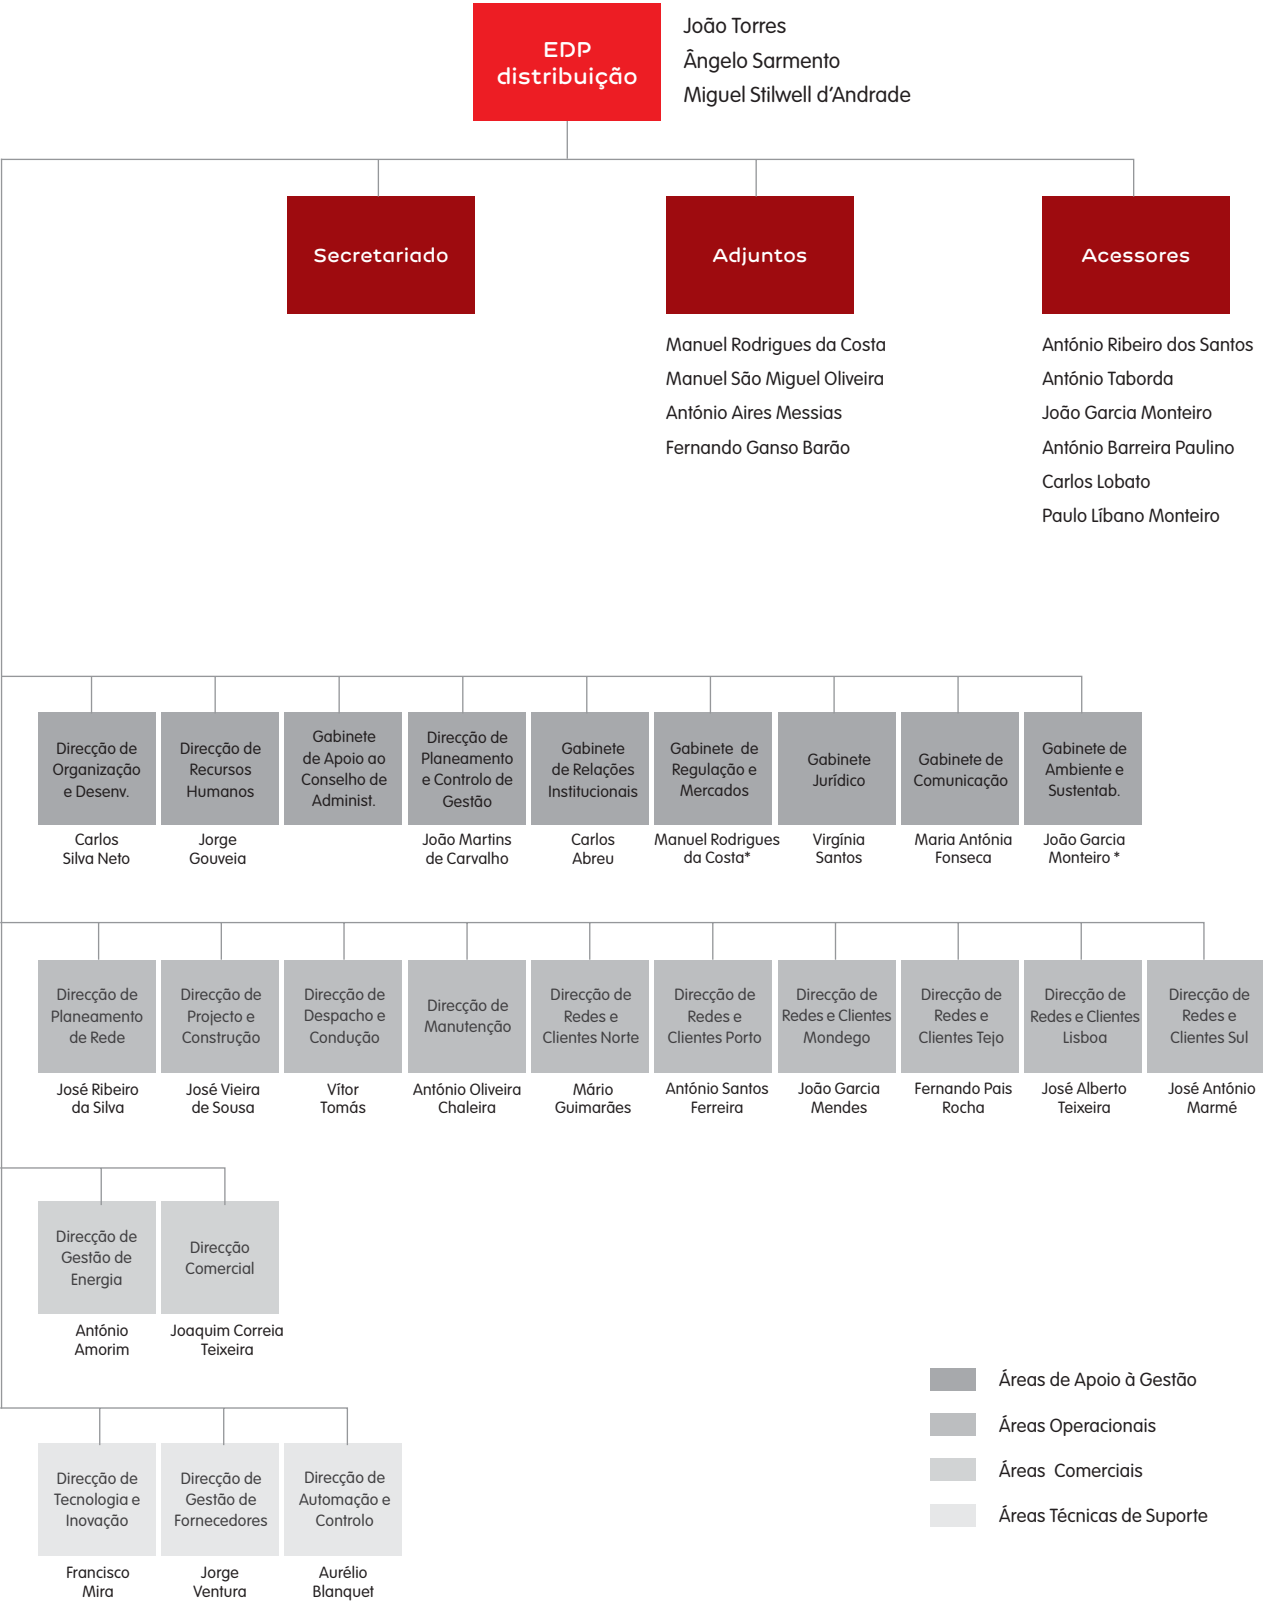 EDP
distribuição
João Torres
Ângelo Sarmento
Miguel Stilwell d'Andrade
Secretariado
Adjuntos
Manuel Rodrigues da Costa
Manuel São Miguel Oliveira
António Aires Messias
Fernando Ganso Barão
Acessores
António Ribeiro dos Santos
António Taborda
João Garcia Monteiro
António Barreira Paulino
Carlos Lobato
Paulo Líbano Monteiro
Direcção de
Organização
e Desenv.
Carlos
Silva Neto
Direcção de
Recursos
Humanos
Jorge
Gouveia
Gabinete
de Apoio ao
Conselho de
Administ.
Direcção de
Planeamento
e Controlo de
Gestão
João Martins
de Carvalho
Gabinete
de Relações
Institucionais
Carlos
Abreu
Gabinete de
Regulação e
Mercados
Manuel Rodrigues
da Costa*
Gabinete
Jurídico
Virgínia
Santos
Gabinete de
Comunicação
Maria Antónia
Fonseca
Gabinete de
Ambiente e
Sustentab.
João Garcia
Monteiro *
Direcção de
Planeamento
de Rede
José Ribeiro
da Silva
Direcção de
Projecto e
Construção
José Vieira
de Sousa
Direcção de
Despacho e
Condução
Vítor
Tomás
Direcção de
Manutenção
António Oliveira
Chaleira
Direcção de
Redes e
Clientes Norte
Mário
Guimarães
Direcção de
Redes e
Clientes Porto
António Santos
Ferreira
Direcção de
Redes e Clientes
Mondego
João Garcia
Mendes
Direcção de
Redes e
Clientes Tejo
Fernando Pais
Rocha
Direcção de
Redes e Clientes
Lisboa
José Alberto
Teixeira
Direcção de
Redes e
Clientes Sul
José António
Marmé
Direcção de
Gestão de
Energia
António
Amorim
Direcção
Comercial
Joaquim Correia
Teixeira
Direcção de
Tecnologia e
Inovação
Francisco
Mira
Direcção de
Gestão de
Fornecedores
Jorge
Ventura
Direcção de
Automação e
Controlo
Aurélio
Blanquet
Áreas de Apoio à Gestão
Áreas Operacionais
Áreas Comerciais
Áreas Técnicas de Suporte